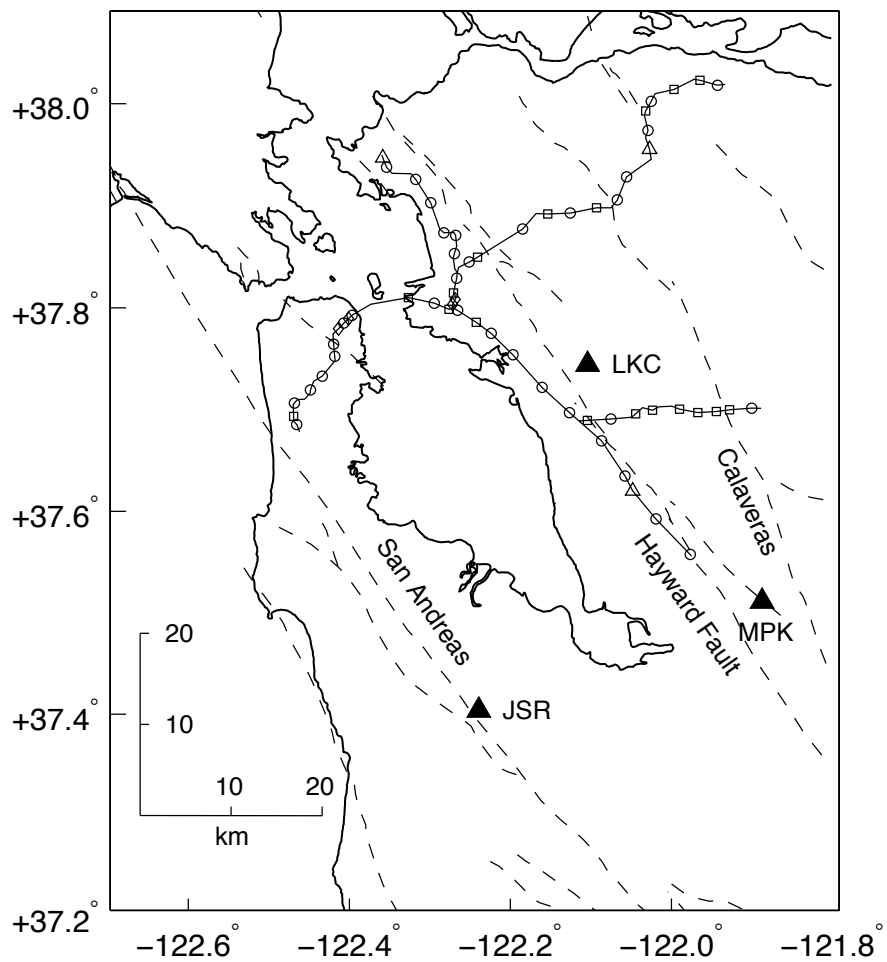 +38.0°
+37.8°
LKC
Calaveras
+37.6°
San Andreas
Hayward Fault
MPK
20
+37.4°
10
JSR
10 20
km
+37.2°
−122.6° −122.4° −122.2° −122.0° −121.8°